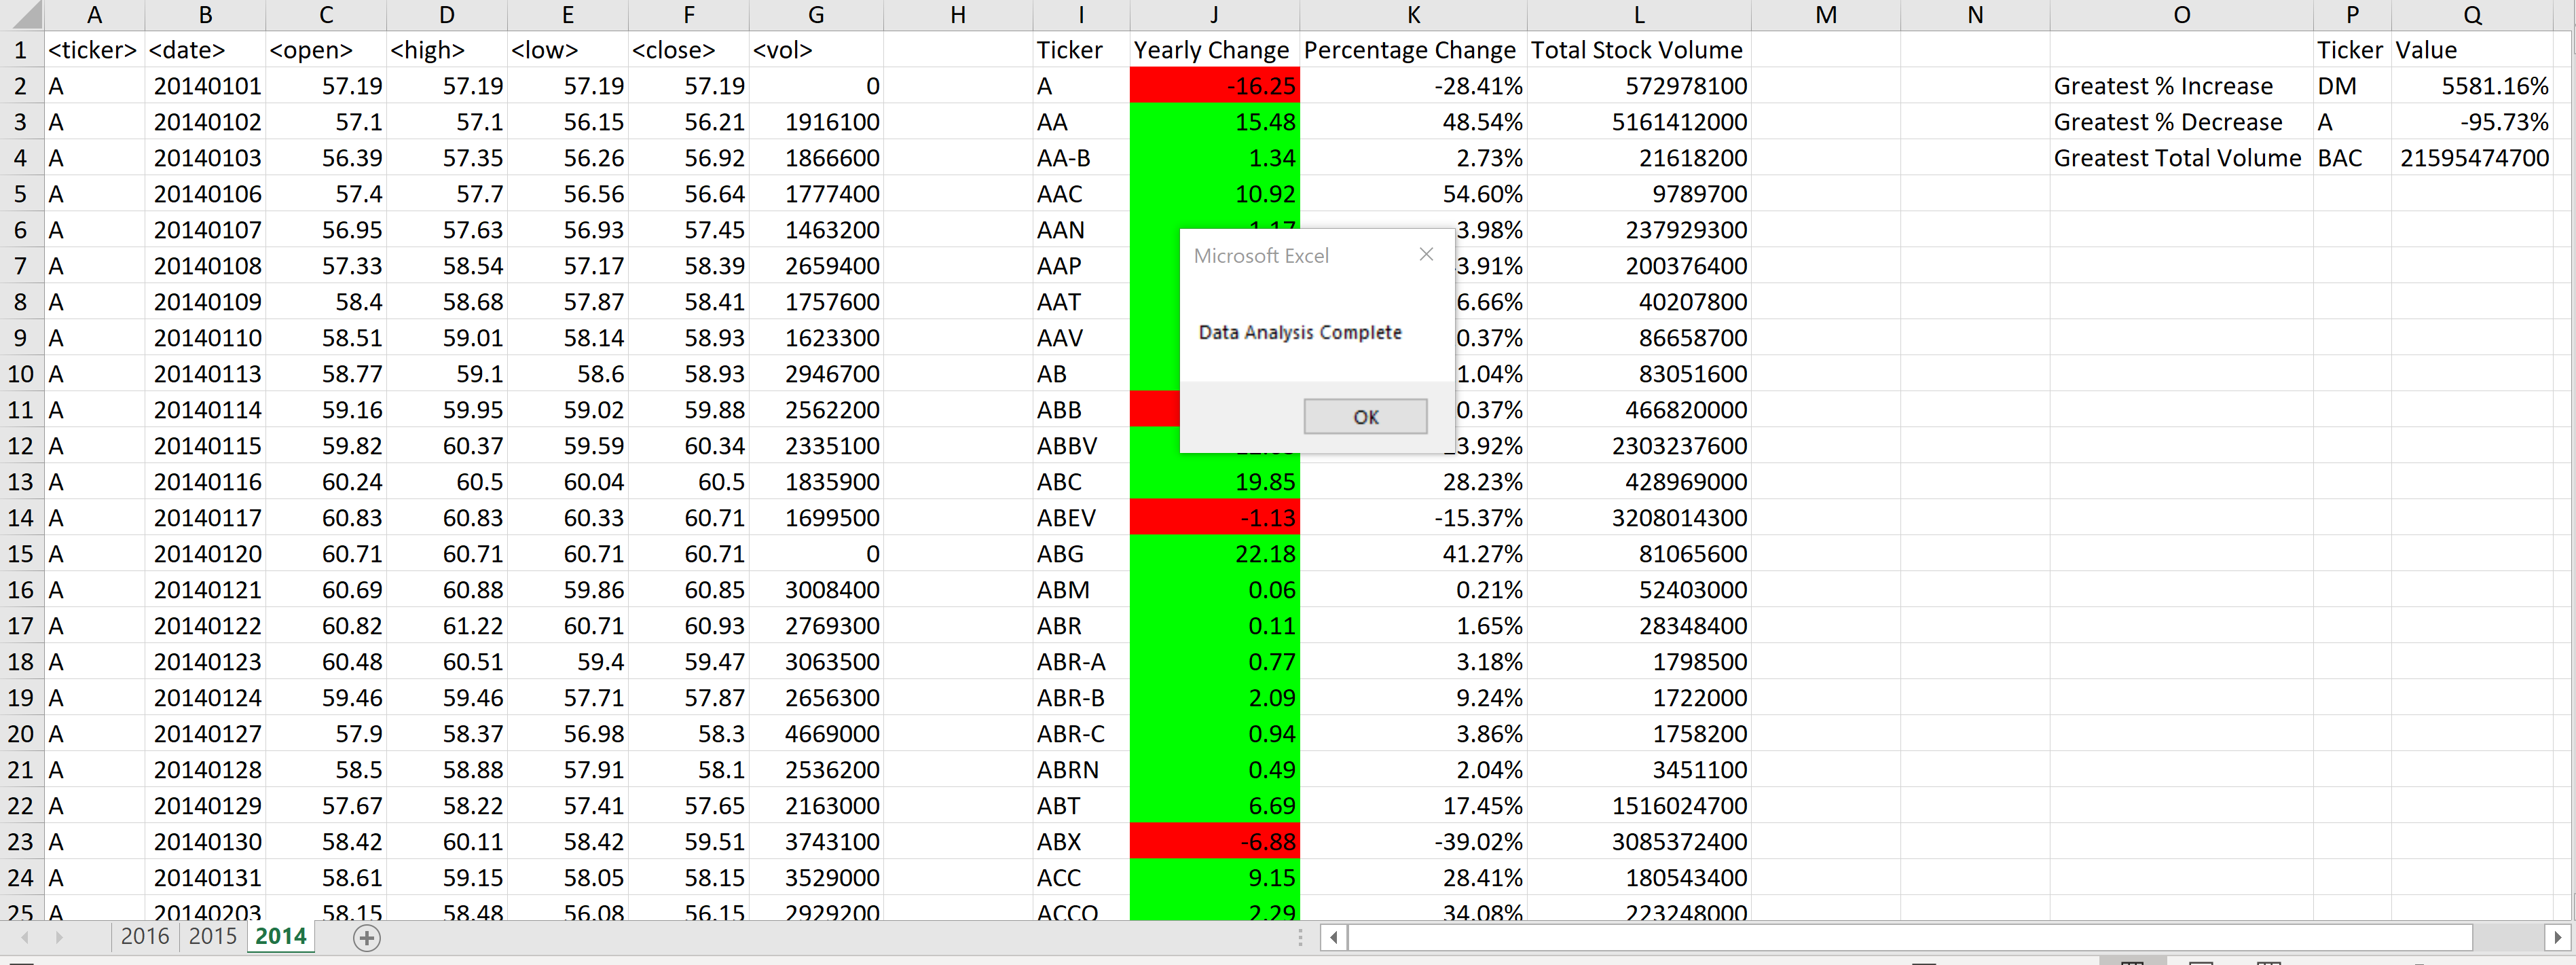 A B C D E F G H I J K L M N O P Q
1 <ticker> <date> <open> <high> <low> <close> <vol> Ticker Yearly Change Percentage Change Total Stock Volume Ticker Value
2 A 20140101 57.19 57.19 57.19 57.19 0 A -16.25 -28.41% 572978100 Greatest % Increase DM 5581.16%
3 A 20140102 57.1 57.1 56.15 56.21 1916100 AA 15.48 48.54% 5161412000 Greatest % Decrease A -95.73%
4 A 20140103 56.39 57.35 56.26 56.92 1866600 AA-B 1.34 2.73% 21618200 Greatest Total Volume BAC 21595474700
5 A 20140106 57.4 57.7 56.56 56.64 1777400 AAC 10.92 54.60% 9789700
6 A 20140107 56.95 57.63 56.93 57.45 1463200 AAN 3.98% 237929300
7 A 20140108 57.33 58.54 57.17 58.39 2659400 AAP 3.91% 200376400
8 A 20140109 58.4 58.68 57.87 58.41 1757600 AAT 6.66% 40207800
9 A 20140110 58.51 59.01 58.14 58.93 1623300 AAV 0.37% 86658700
10 A 20140113 58.77 59.1 58.6 58.93 2946700 AB 1.04% 83051600
11 A 20140114 59.16 59.95 59.02 59.88 2562200 ABB 0.37% 466820000
12 A 20140115 59.82 60.37 59.59 60.34 2335100 ABBV 3.92% 2303237600
13 A 20140116 60.24 60.5 60.04 60.5 1835900 ABC 19.85 28.23% 428969000
14 A 20140117 60.83 60.83 60.33 60.71 1699500 ABEV -1.13 -15.37% 3208014300
15 A 20140120 60.71 60.71 60.71 60.71 0 ABG 22.18 41.27% 81065600
16 A 20140121 60.69 60.88 59.86 60.85 3008400 ABM 0.06 0.21% 52403000
17 A 20140122 60.82 61.22 60.71 60.93 2769300 ABR 0.11 1.65% 28348400
18 A 20140123 60.48 60.51 59.4 59.47 3063500 ABR-A 0.77 3.18% 1798500
19 A 20140124 59.46 59.46 57.71 57.87 2656300 ABR-B 2.09 9.24% 1722000
20 A 20140127 57.9 58.37 56.98 58.3 4669000 ABR-C 0.94 3.86% 1758200
21 A 20140128 58.5 58.88 57.91 58.1 2536200 ABRN 0.49 2.04% 3451100
22 A 20140129 57.67 58.22 57.41 57.65 2163000 ABT 6.69 17.45% 1516024700
23 A 20140130 58.42 60.11 58.42 59.51 3743100 ABX -6.88 -39.02% 3085372400
24 A 20140131 58.61 59.15 58.05 58.15 3529000 ACC 9.15 28.41% 180543400
25 A 20140203 58.15 58.48 56.08 56.15 2929200 ACCO 2.29 34.08% 223248000
Microsoft Excel
Data Analysis Complete
OK
2016 2015 2014